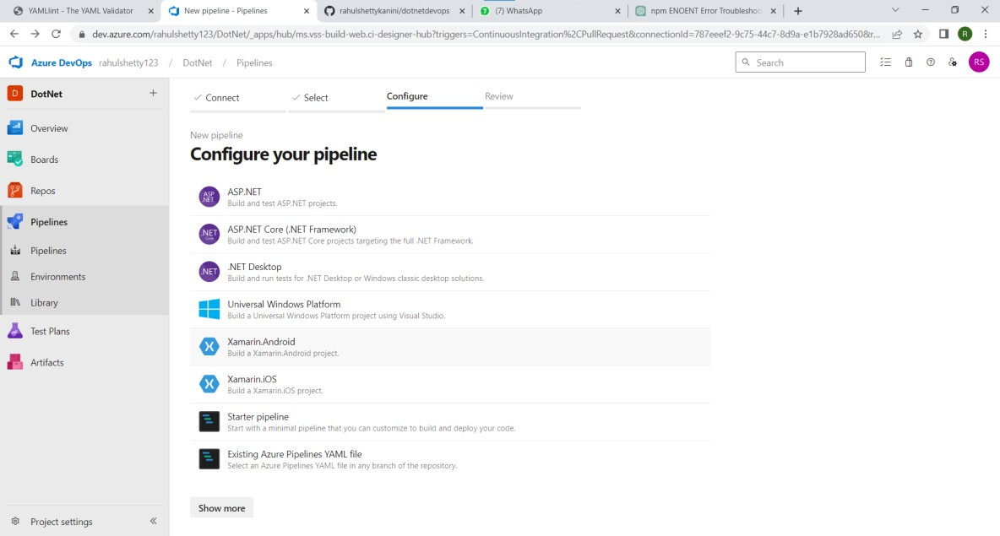 YAMLlint - The YAML Validator
New pipeline - Pipelines
rahulshettykanini/dotnetdevops
(7) WhatsApp
npm ENOENT Error Troubleshoo
dev.azure.com/rahulshetty123/DotNet/_apps/hub/ms.vss-build-web.ci-designer-hub?triggers=ContinuousIntegration%2CPullRequest&connectionId=787eeef2-9c75-44c7-8d9a-e1b7928ad650&r...
R
Azure DevOps rahulshetty123 / DotNet / Pipelines
Search
RS
D DotNet
Overview
Boards
Repos
Pipelines
Pipelines
Environments
Library
Test Plans
Artifacts
Project settings
Connect
Select
Configure
Review
New pipeline
Configure your pipeline
ASP.NET
Build and test ASP.NET projects.
ASP.NET Core (.NET Framework)
Build and test ASP.NET Core projects targeting the full .NET Framework.
.NET Desktop
Build and run tests for .NET Desktop or Windows classic desktop solutions.
Universal Windows Platform
Build a Universal Windows Platform project using Visual Studio.
Xamarin.Android
Build a Xamarin.Android project.
Xamarin.iOS
Build a Xamarin.iOS project.
Starter pipeline
Start with a minimal pipeline that you can customize to build and deploy your code.
Existing Azure Pipelines YAML file
Select an Azure Pipelines YAML file in any branch of the repository.
Show more